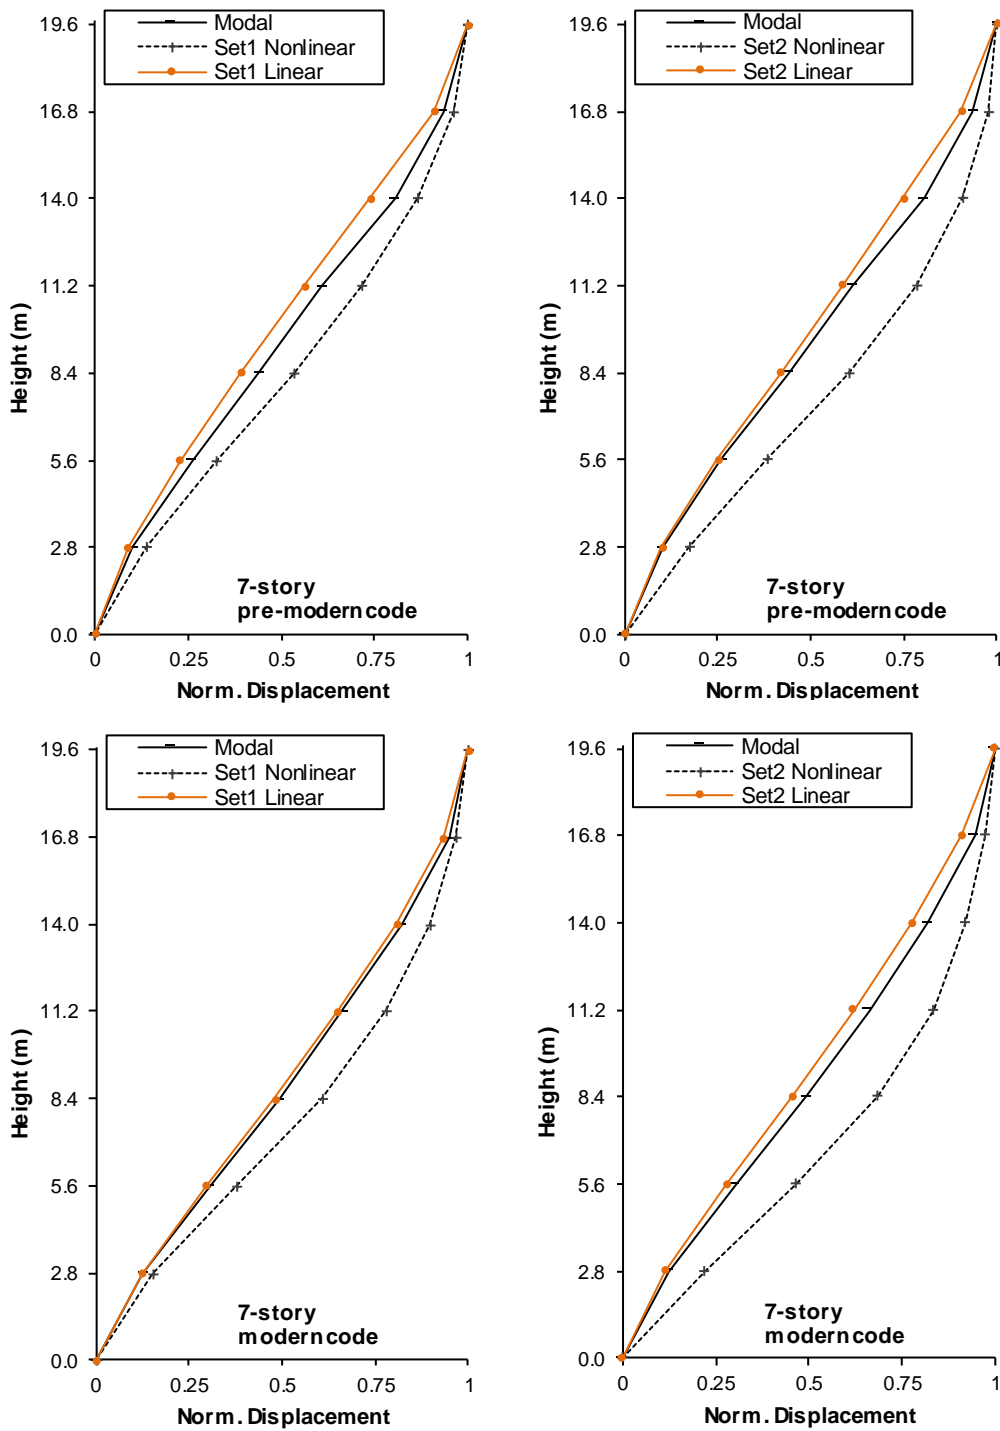 Modal
Set1 Nonlinear
Set1 Linear
19.6
16.8
14.0
11.2
8.4
5.6
2.8
0.0
Height (m)
7-story
pre-modern code
0 0.25 0.5 0.75 1
Norm. Displacement
Modal
Set2 Nonlinear
Set2 Linear
19.6
16.8
14.0
11.2
8.4
5.6
2.8
0.0
Height (m)
7-story
pre-modern code
0 0.25 0.5 0.75 1
Norm. Displacement
Modal
Set1 Nonlinear
Set1 Linear
19.6
16.8
14.0
11.2
8.4
5.6
2.8
0.0
Height (m)
7-story
modern code
0 0.25 0.5 0.75 1
Norm. Displacement
Modal
Set2 Nonlinear
Set2 Linear
19.6
16.8
14.0
11.2
8.4
5.6
2.8
0.0
Height (m)
7-story
modern code
0 0.25 0.5 0.75 1
Norm. Displacement